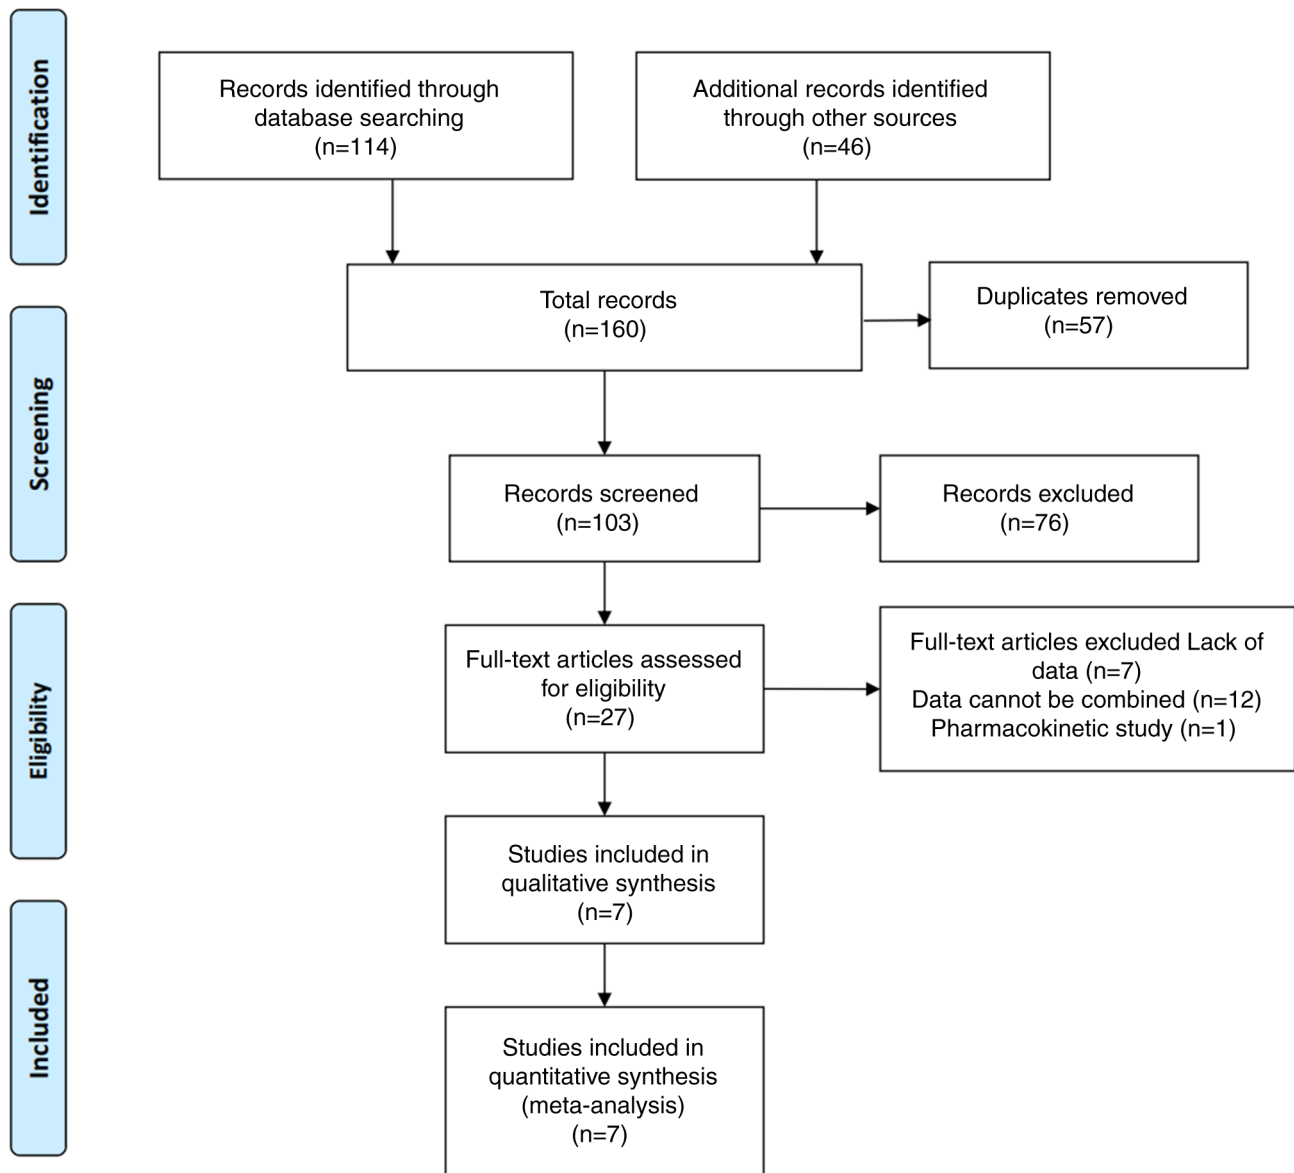 Identification
Records identified through
database searching
(n=114)
Additional records identified
through other sources
(n=46)
Total records
(n=160)
Duplicates removed
(n=57)
Screening
Records screened
(n=103)
Records excluded
(n=76)
Eligibility
Full-text articles assessed
for eligibility
(n=27)
Full-text articles excluded Lack of
data (n=7)
Data cannot be combined (n=12)
Pharmacokinetic study (n=1)
Studies included in
qualitative synthesis
(n=7)
Included
Studies included in
quantitative synthesis
(meta-analysis)
(n=7)